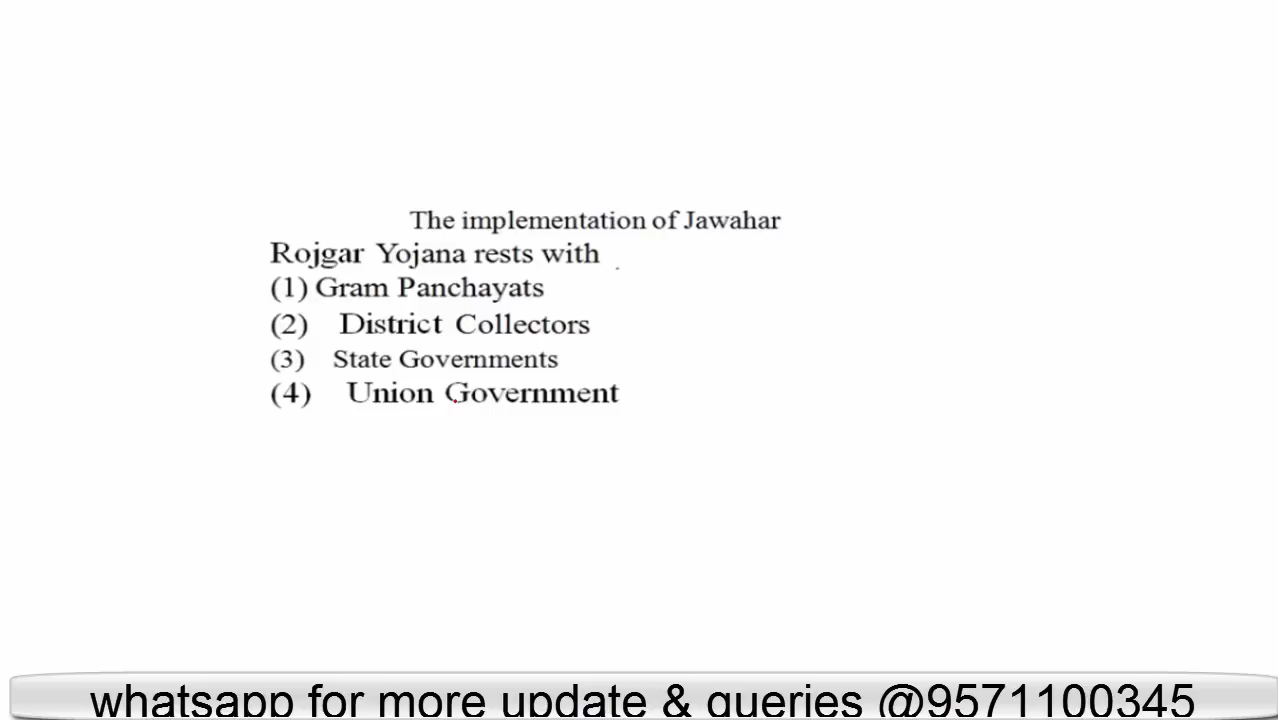 The implementation of Jawahar
Rojgar Yojana rests with
(1) Gram Panchayats
(2) District Collectors
(3) State Governments
(4) Union Government
whatsapp for more update & queries @9571100345